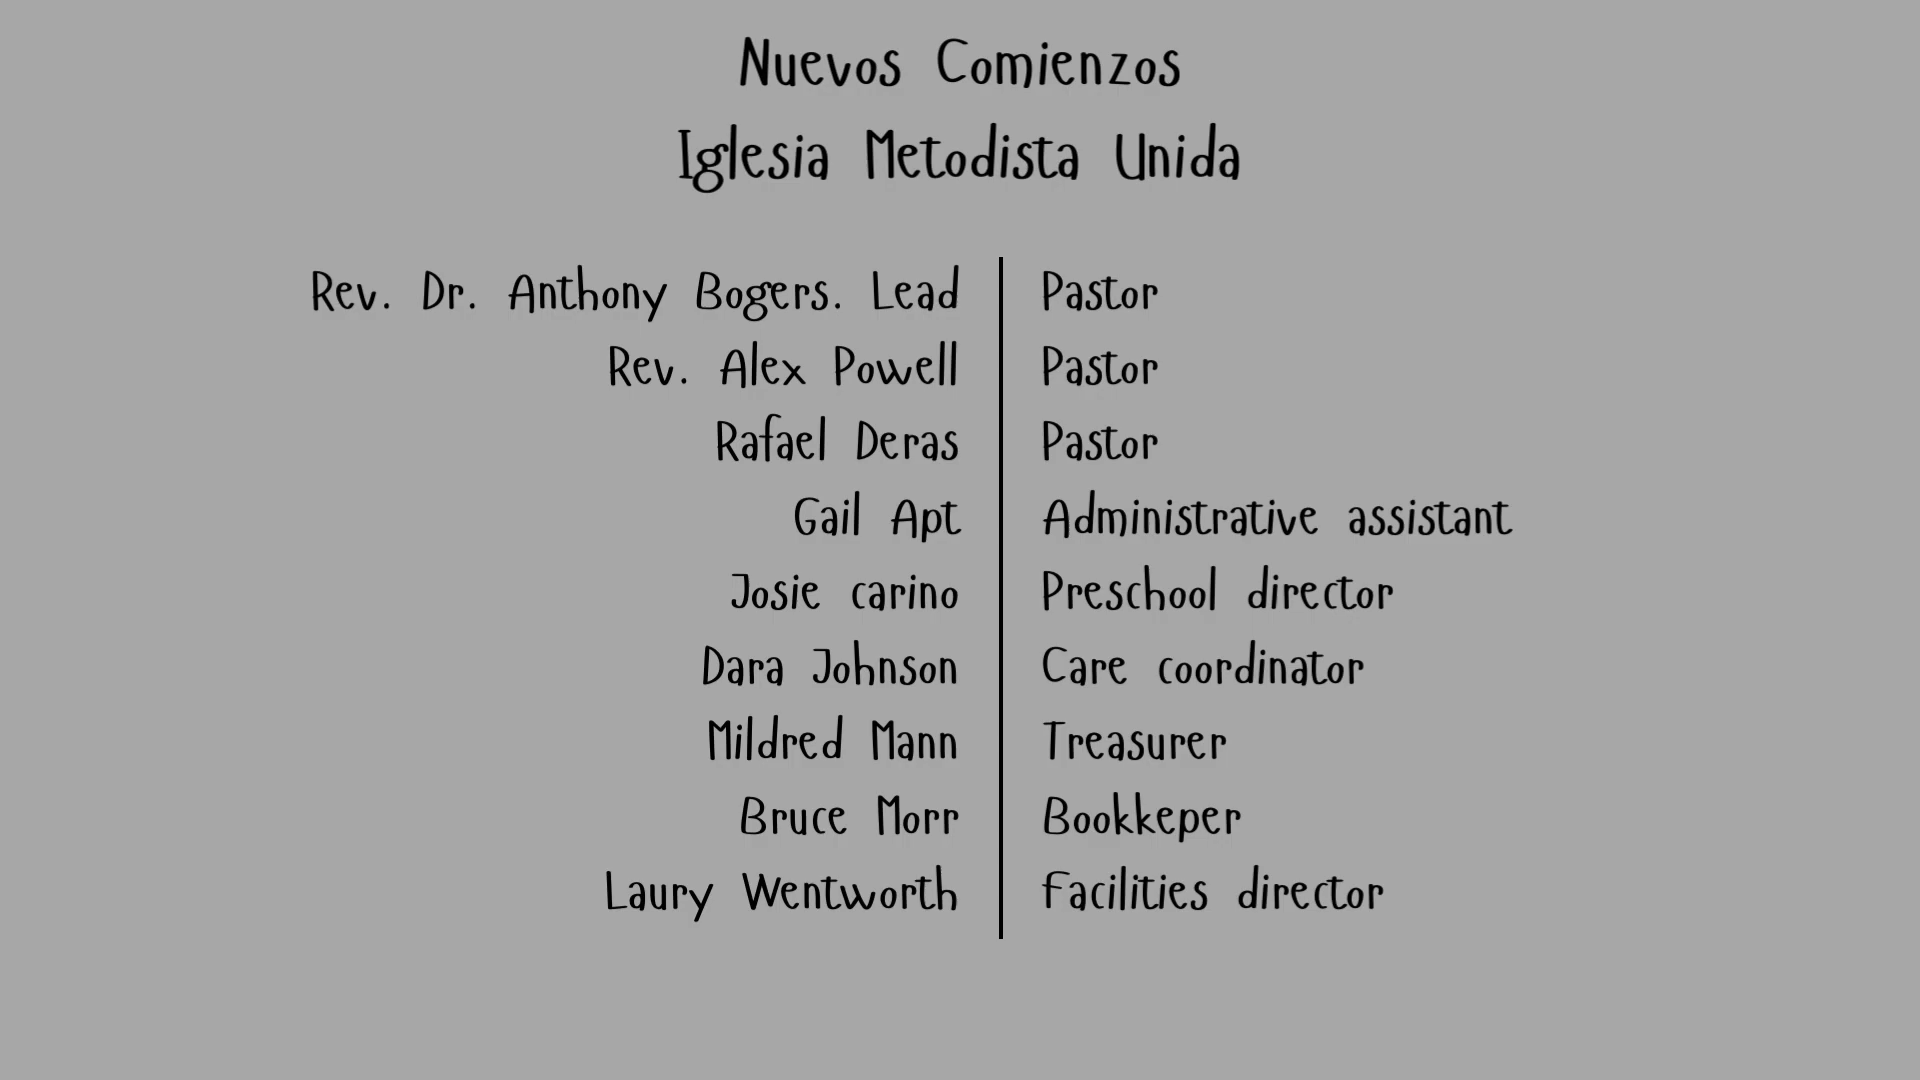 Nuevos Comienzos
Iglesia Metodista Unida
Rev. Dr. Anthony Bogers. Lead Pastor
Rev. Alex Powell Pastor
Rafael Deras Pastor
Gail Apt Administrative assistant
Josie carino Preschool director
Dara Johnson Care coordinator
Mildred Mann Treasurer
Bruce Morr Bookkeper
Laury Wentworth Facilities director